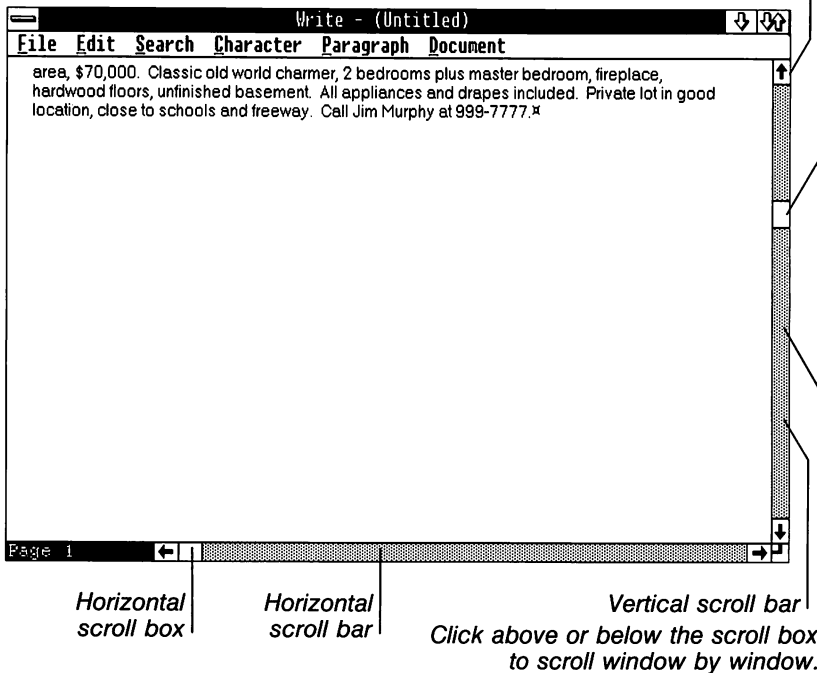 Write - (Untitled)
File Edit Search Character Paragraph Document
area, $70,000. Classic old world charmer, 2 bedrooms plus master bedroom, fireplace,
hardwood floors, unfinished basement. All appliances and drapes included. Private lot in good
location, close to schools and freeway. Call Jim Murphy at 999-7777.¤
Page 1
Horizontal
scroll box
Horizontal
scroll bar
Vertical scroll bar
Click above or below the scroll box
to scroll window by window.